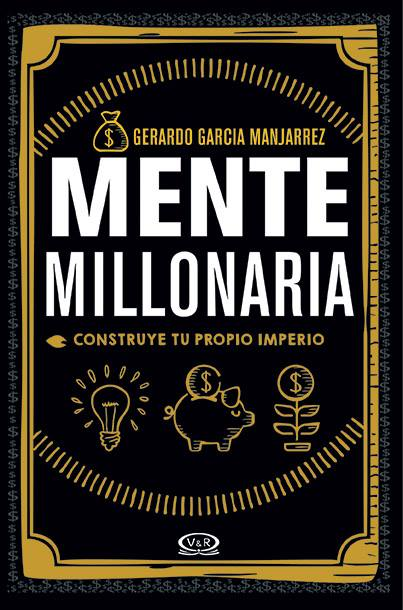 GERARDO GARCIA MANJARREZ
MENTE
MILLONARIA
CONSTRUYE TU PROPIO IMPERIO
$
$
$
V&R